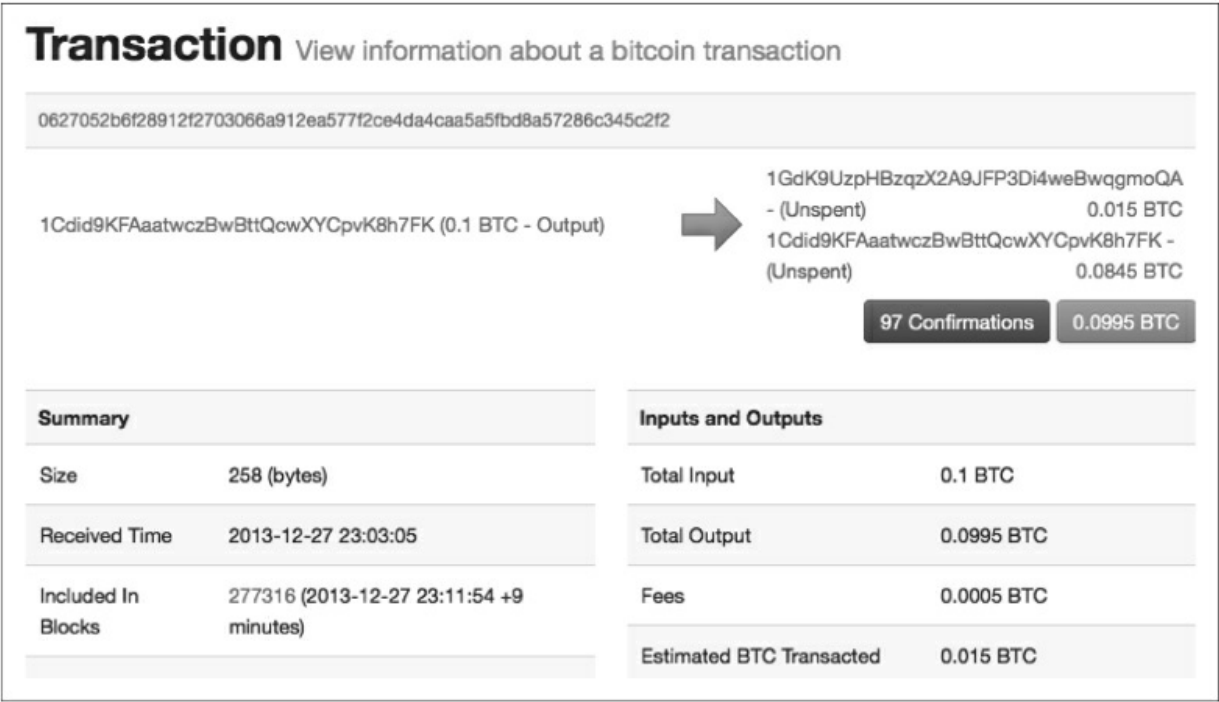 Transaction View information about a bitcoin transaction
0627052b6f28912f2703066a912ea577f2ce4da4caa5a5fbd8a57286c345c2f2
1Cdid9KFAaatwczBwBttQcwXYCpvK8h7FK (0.1 BTC - Output)
1GdK9UzpHBzqzX2A9JFP3Di4weBwqgmoQA
- (Unspent) 0.015 BTC
1Cdid9KFAaatwczBwBttQcwXYCpvK8h7FK -
(Unspent) 0.0845 BTC
97 Confirmations 0.0995 BTC
Summary
Size 258 (bytes)
Received Time 2013-12-27 23:03:05
Included In 277316 (2013-12-27 23:11:54 +9
Blocks minutes)
Inputs and Outputs
Total Input 0.1 BTC
Total Output 0.0995 BTC
Fees 0.0005 BTC
Estimated BTC Transacted 0.015 BTC